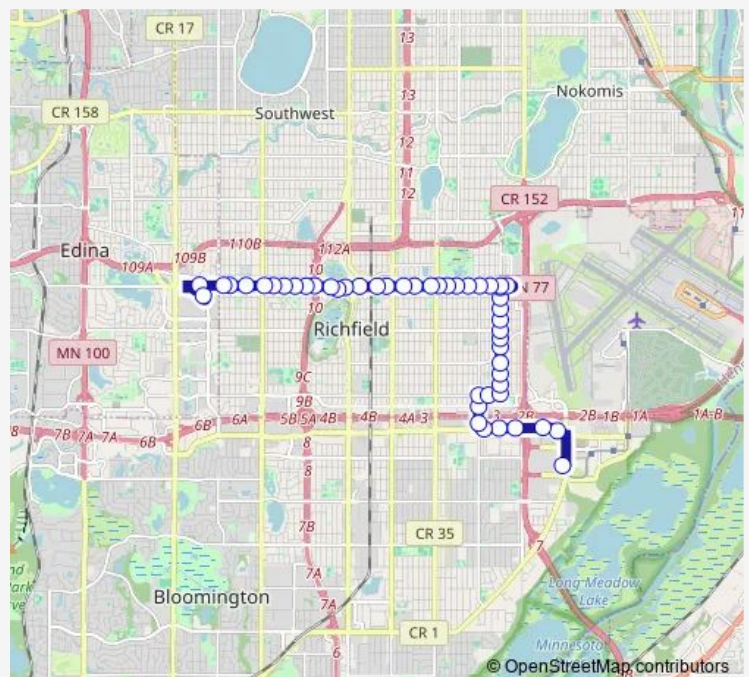 CR 17
13
Nokomis
CR 158
13
Southwest
12
11
12
CR 152
11
110B
112A
Edina
109B
109A
10
N 77
10
Richfield
MN 100
9C
9B
6A
5B
5A
4B
4B
4A
3
3
2B
2B
1B
1A
1A-B
8
7B
7A
7A
6B
6B
8
8
CR 35
7B
7
7A
Long Meadow
Lake
Bloomington
7A
CR 1
Minnesota
6
© OpenStreetMap contributors